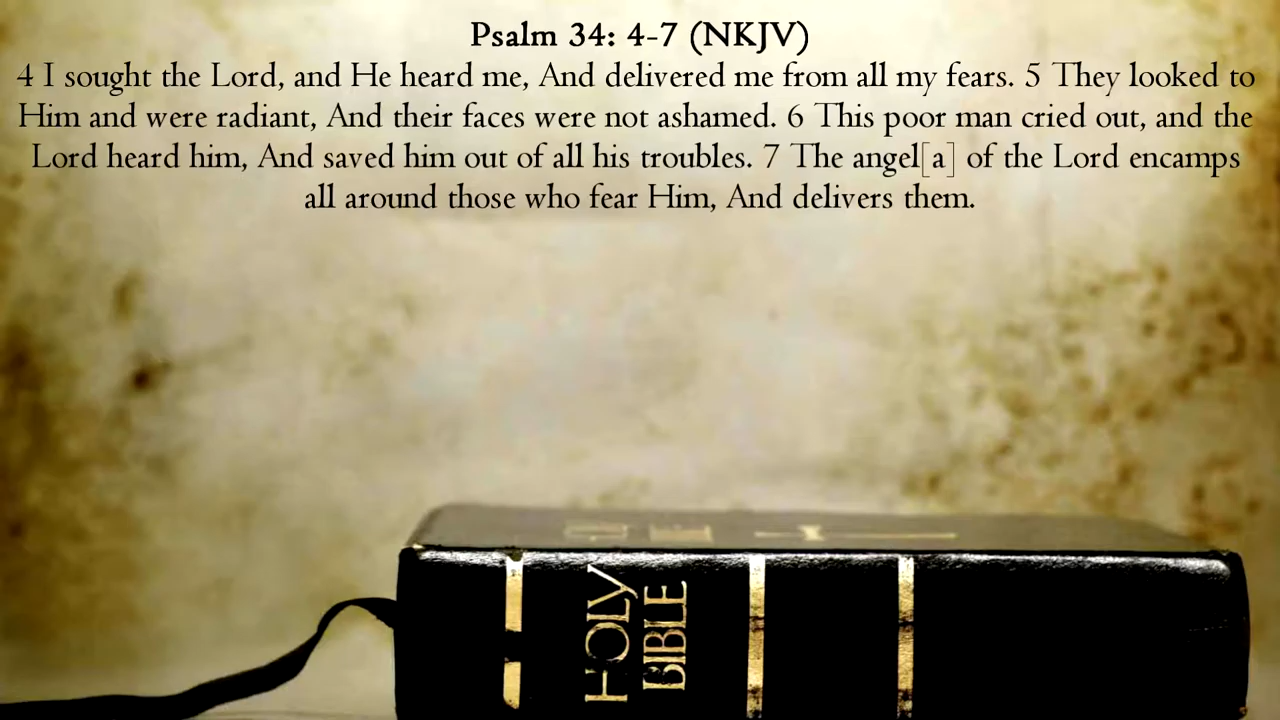 Psalm 34: 4-7 (NKJV)
4 I sought the Lord, and He heard me, And delivered me from all my fears. 5 They looked to
Him and were radiant, And their faces were not ashamed. 6 This poor man cried out, and the
Lord heard him, And saved him out of all his troubles. 7 The angel[a] of the Lord encamps
all around those who fear Him, And delivers them.
HOLY
BIBLE